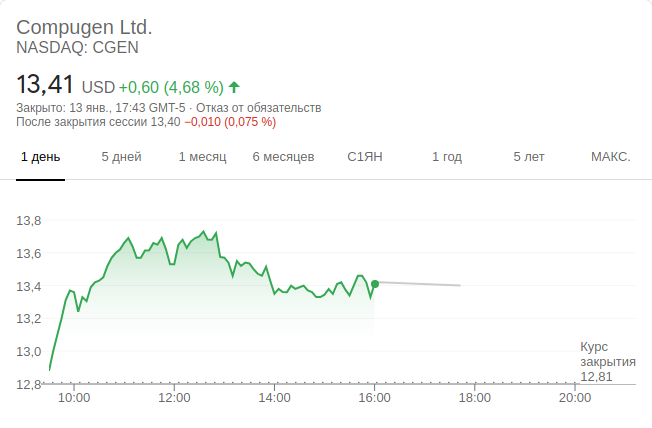 Compugen Ltd.
NASDAQ: CGEN
13,41 USD +0,60 (4,68 %)
Закрыто: 13 янв., 17:43 GMT-5 · Отказ от обязательств
После закрытия сессии 13,40 −0,010 (0,075 %)
1 день 5 дней 1 месяц 6 месяцев С1ЯН 1 год 5 лет МАКС.
13,8
13,6
13,4
13,2
13,0
12,8
Курс
закрытия
12,81
10:00 12:00 14:00 16:00 18:00 20:00